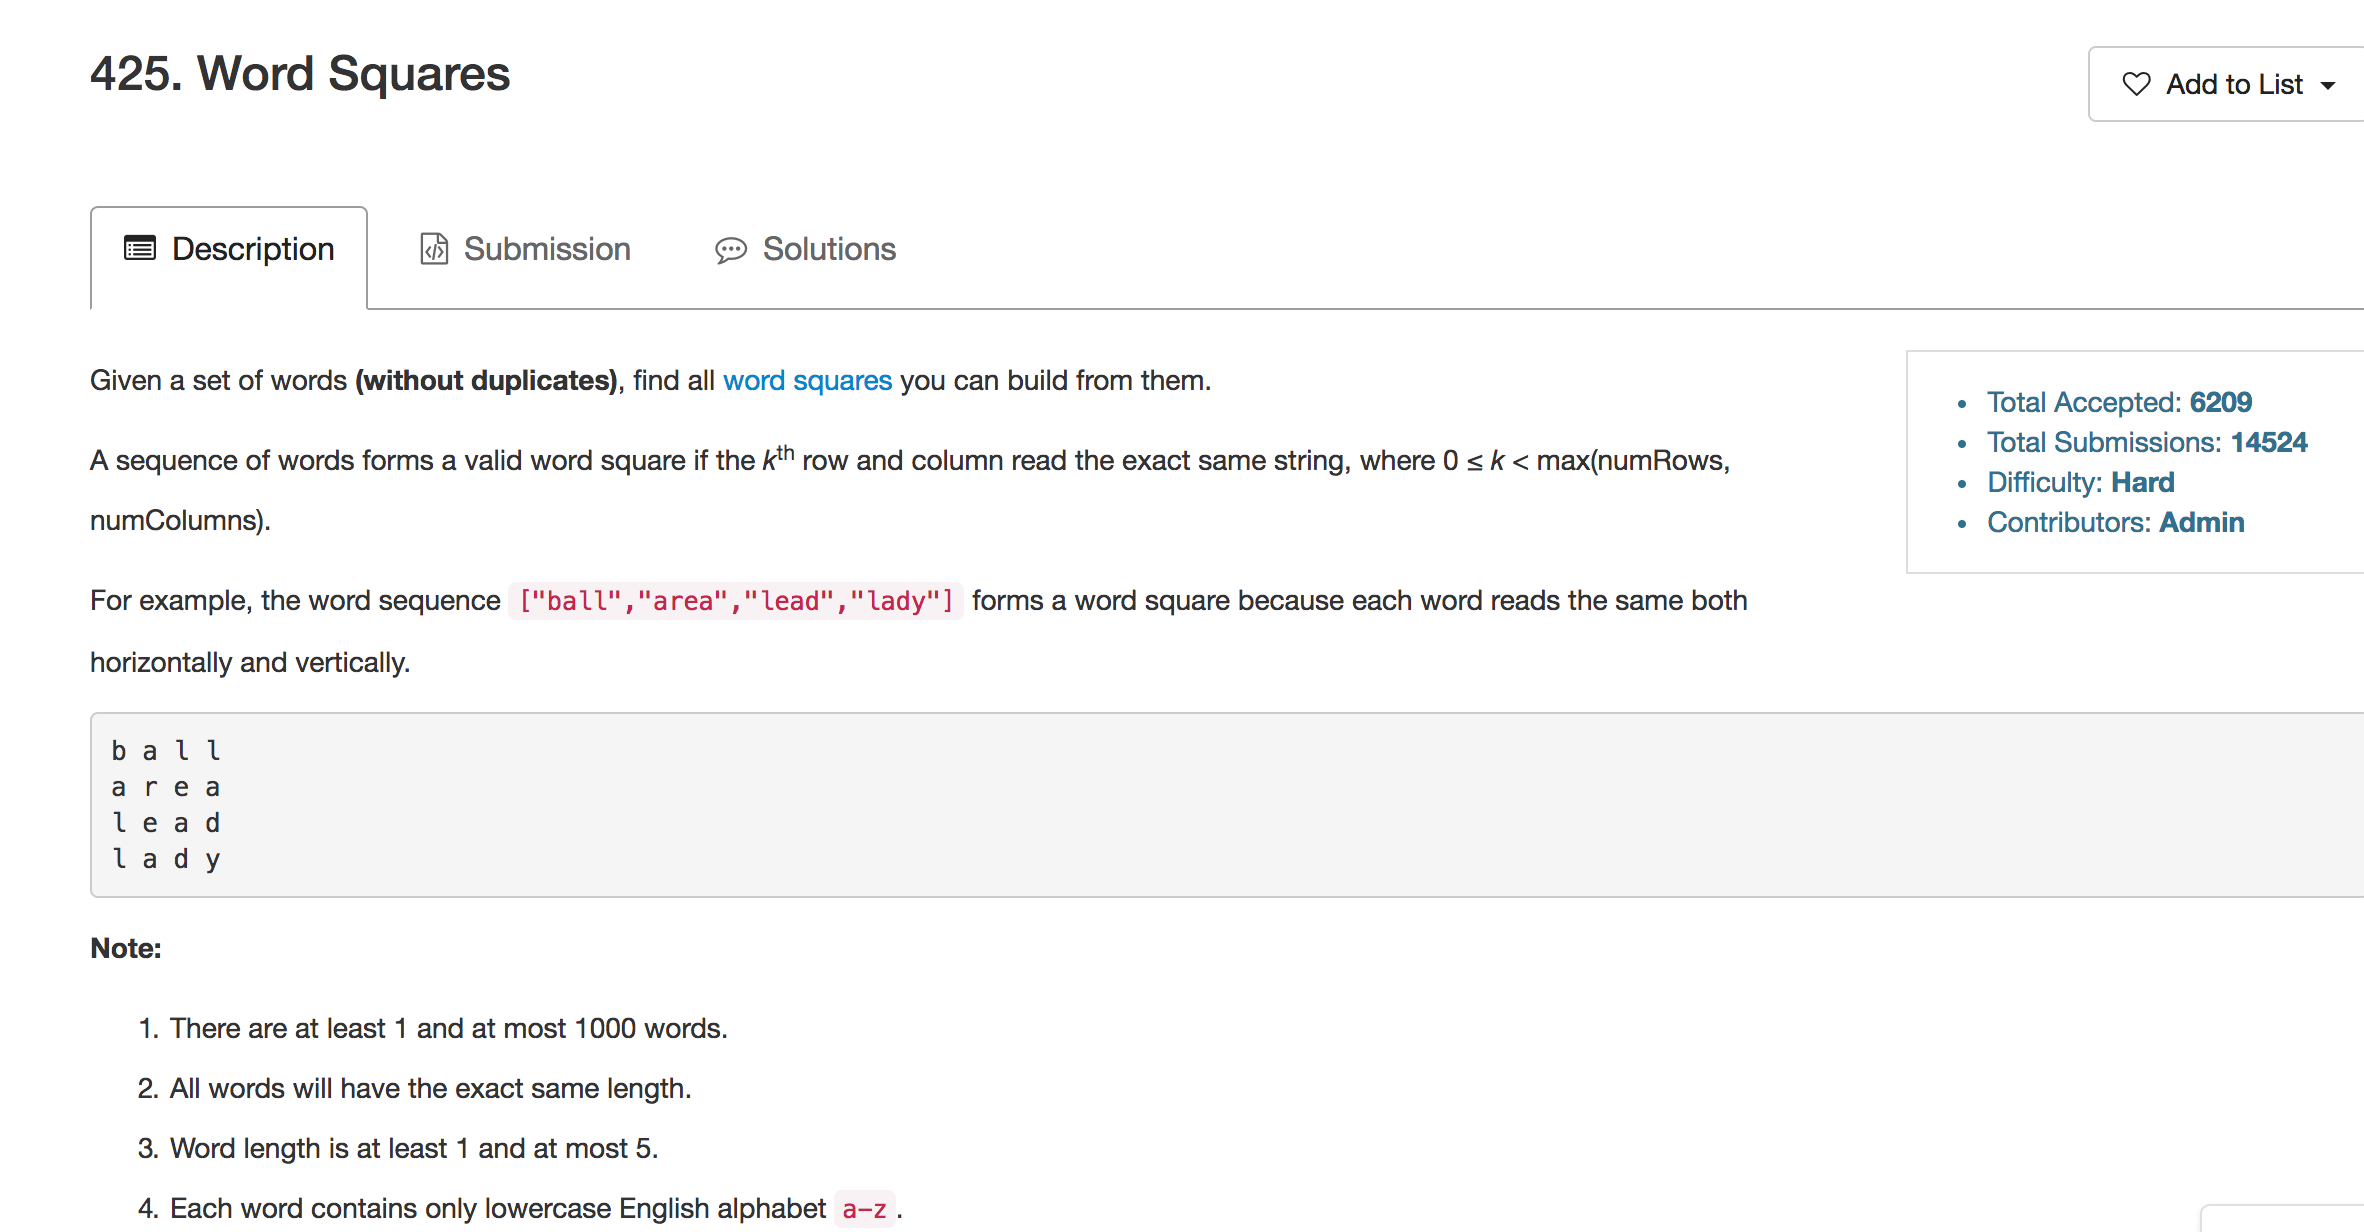 425. Word Squares
Add to List
Description
Submission
Solutions
Given a set of words (without duplicates), find all word squares you can build from them.
A sequence of words forms a valid word square if the kth row and column read the exact same string, where 0 ≤ k < max(numRows,
numColumns).
For example, the word sequence ["ball","area","lead","lady"] forms a word square because each word reads the same both
horizontally and vertically.
• Total Accepted: 6209
• Total Submissions: 14524
• Difficulty: Hard
• Contributors: Admin
b a l l
a r e a
l e a d
l a d y
Note:
1. There are at least 1 and at most 1000 words.
2. All words will have the exact same length.
3. Word length is at least 1 and at most 5.
4. Each word contains only lowercase English alphabet a-z.